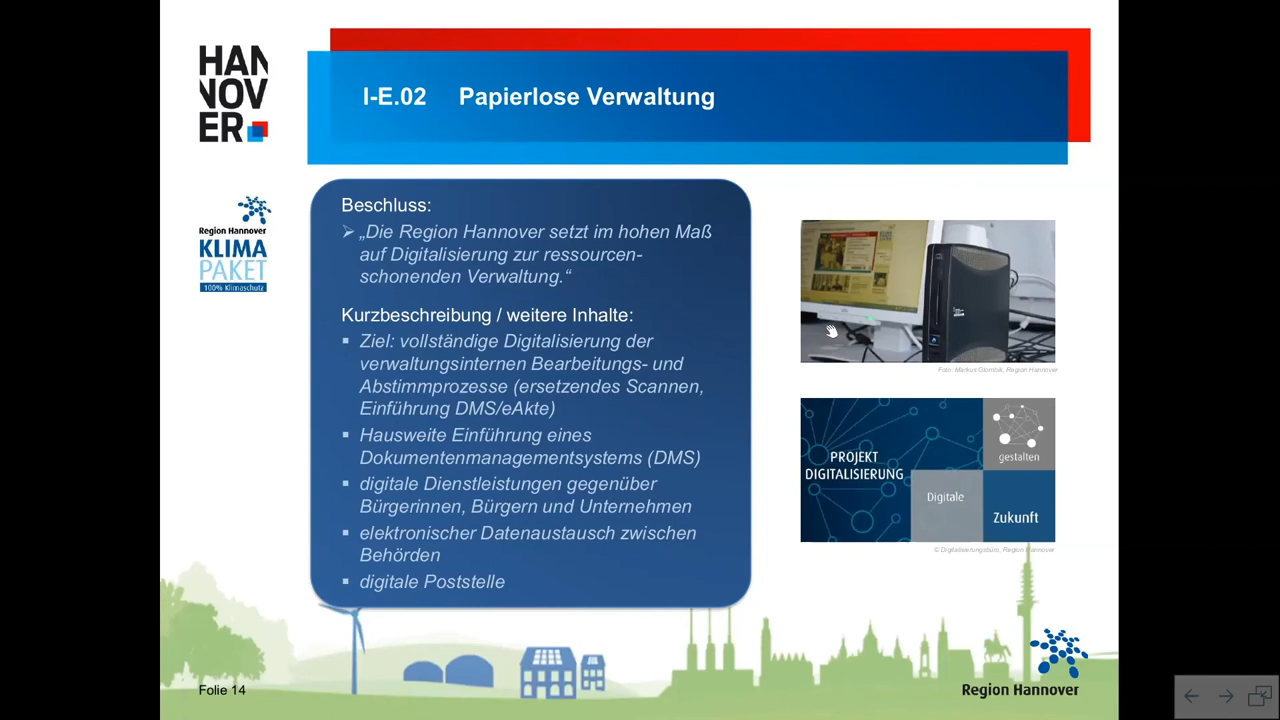 HAN
NOV
ER
I-E.02 Papierlose Verwaltung
Region Hannover
KLIMA
PAKET
100% Klimaschutz
Beschluss:
„Die Region Hannover setzt im hohen Maß
auf Digitalisierung zur ressourcen-
schonenden Verwaltung.“
Kurzbeschreibung / weitere Inhalte:
Ziel: vollständige Digitalisierung der
verwaltungsinternen Bearbeitungs- und
Abstimmprozesse (ersetzendes Scannen,
Einführung DMS/eAkte)
Hausweite Einführung eines
Dokumentenmanagementsystems (DMS)
digitale Dienstleistungen gegenüber
Bürgerinnen, Bürgern und Unternehmen
elektronischer Datenaustausch zwischen
Behörden
digitale Poststelle
Foto: Markus Glombik, Region Hannover
PROJEKT
DIGITALISIERUNG
gestalten
Digitale
Zukunft
© Digitalisierungsbüro, Region Hannover
Folie 14
Region Hannover